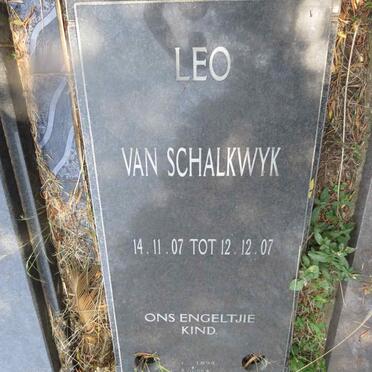 LEO
VAN SCHALKWYK
14.11.07 TOT 12.12.07
ONS ENGELTJIE
KIND